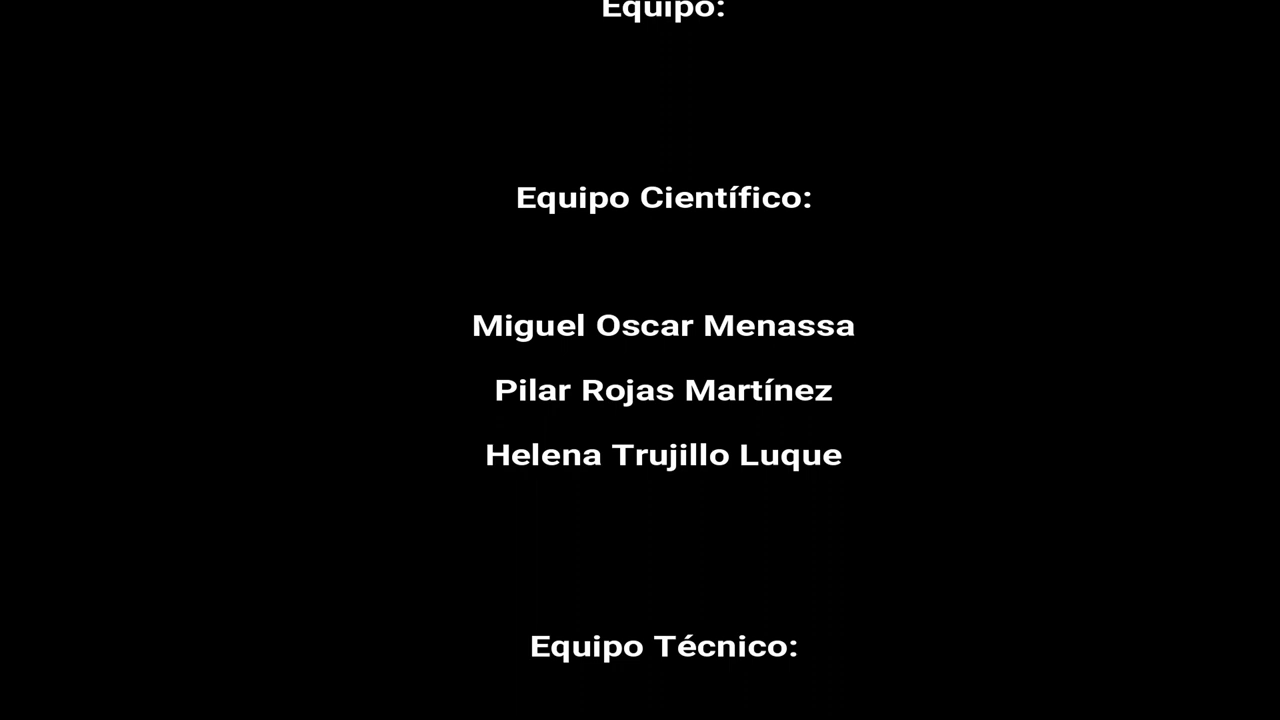 Equipo:
Equipo Científico:
Miguel Oscar Menassa
Pilar Rojas Martínez
Helena Trujillo Luque
Equipo Técnico: